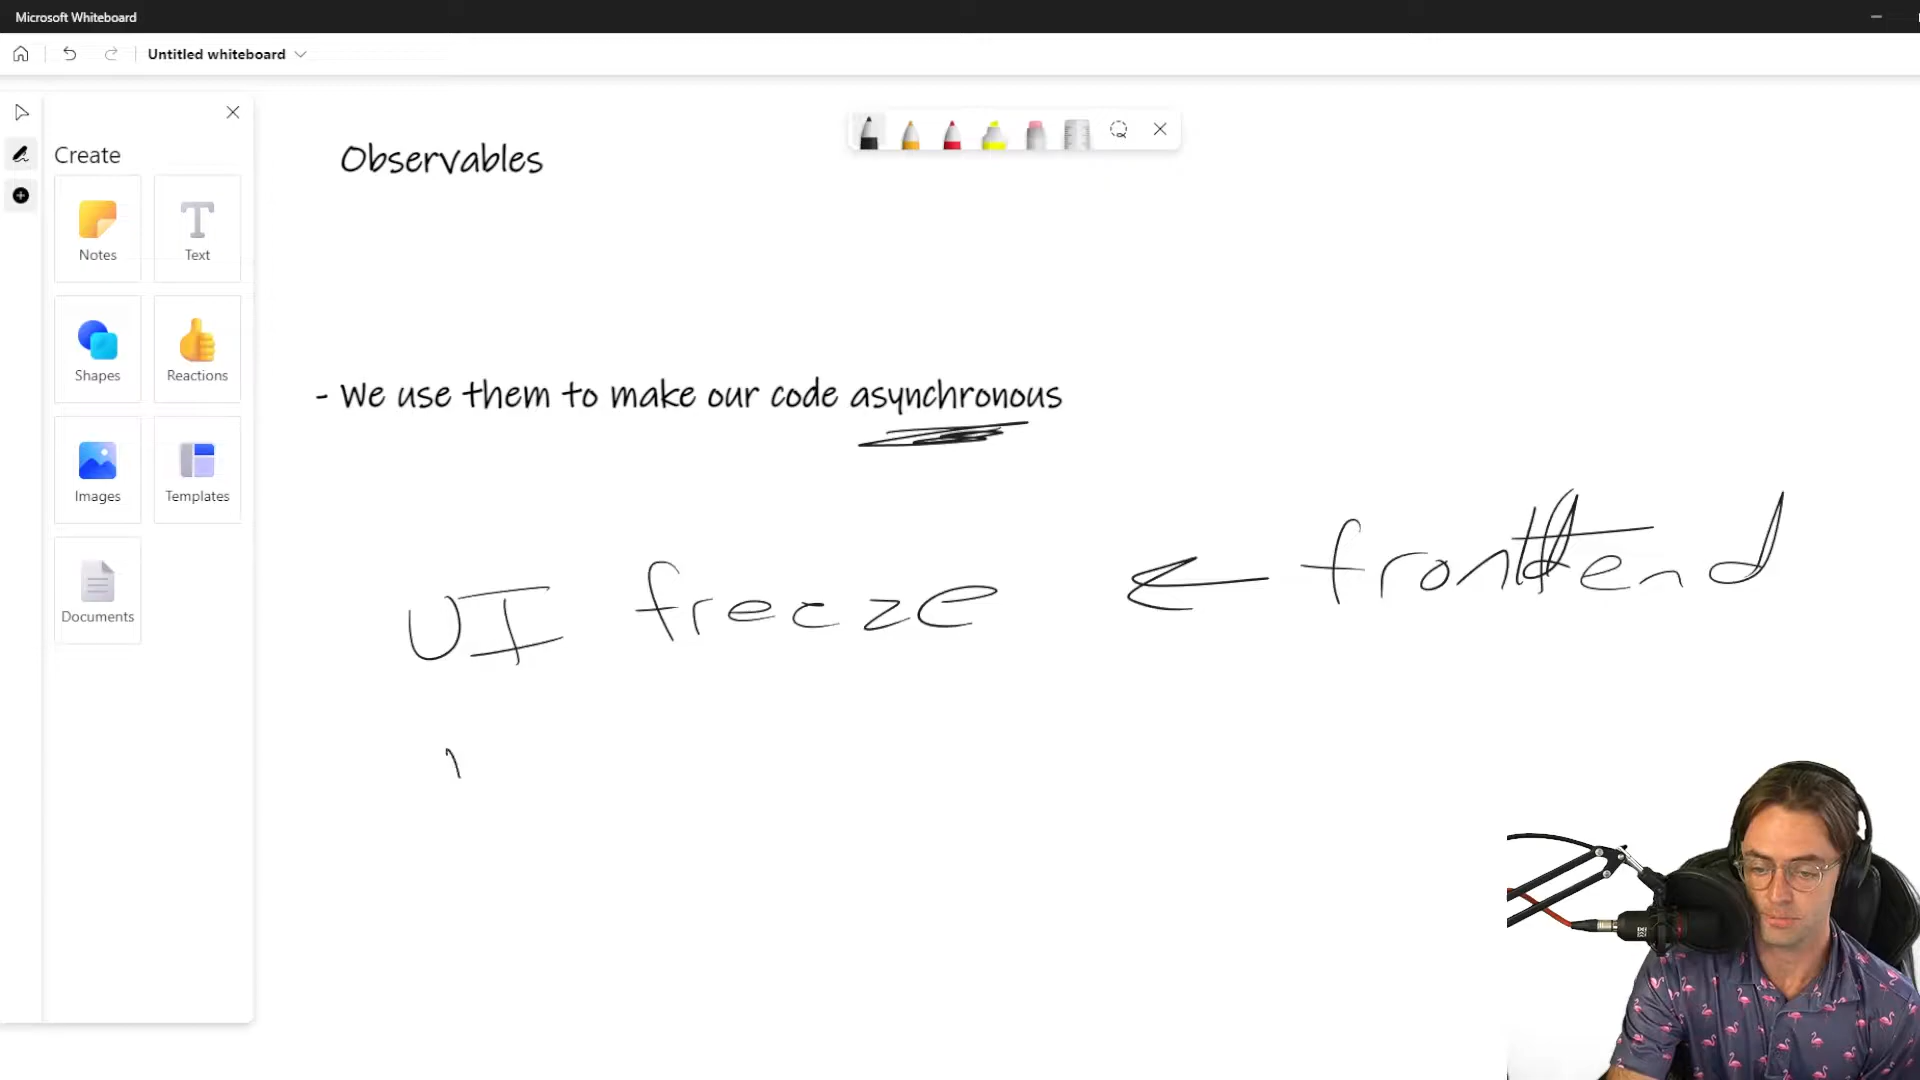 Microsoft Whiteboard
Untitled whiteboard
Create
Notes
Text
Shapes
Reactions
Images
Templates
Documents
Observables
- We use them to make our code asynchronous
UI freeze ← frontend